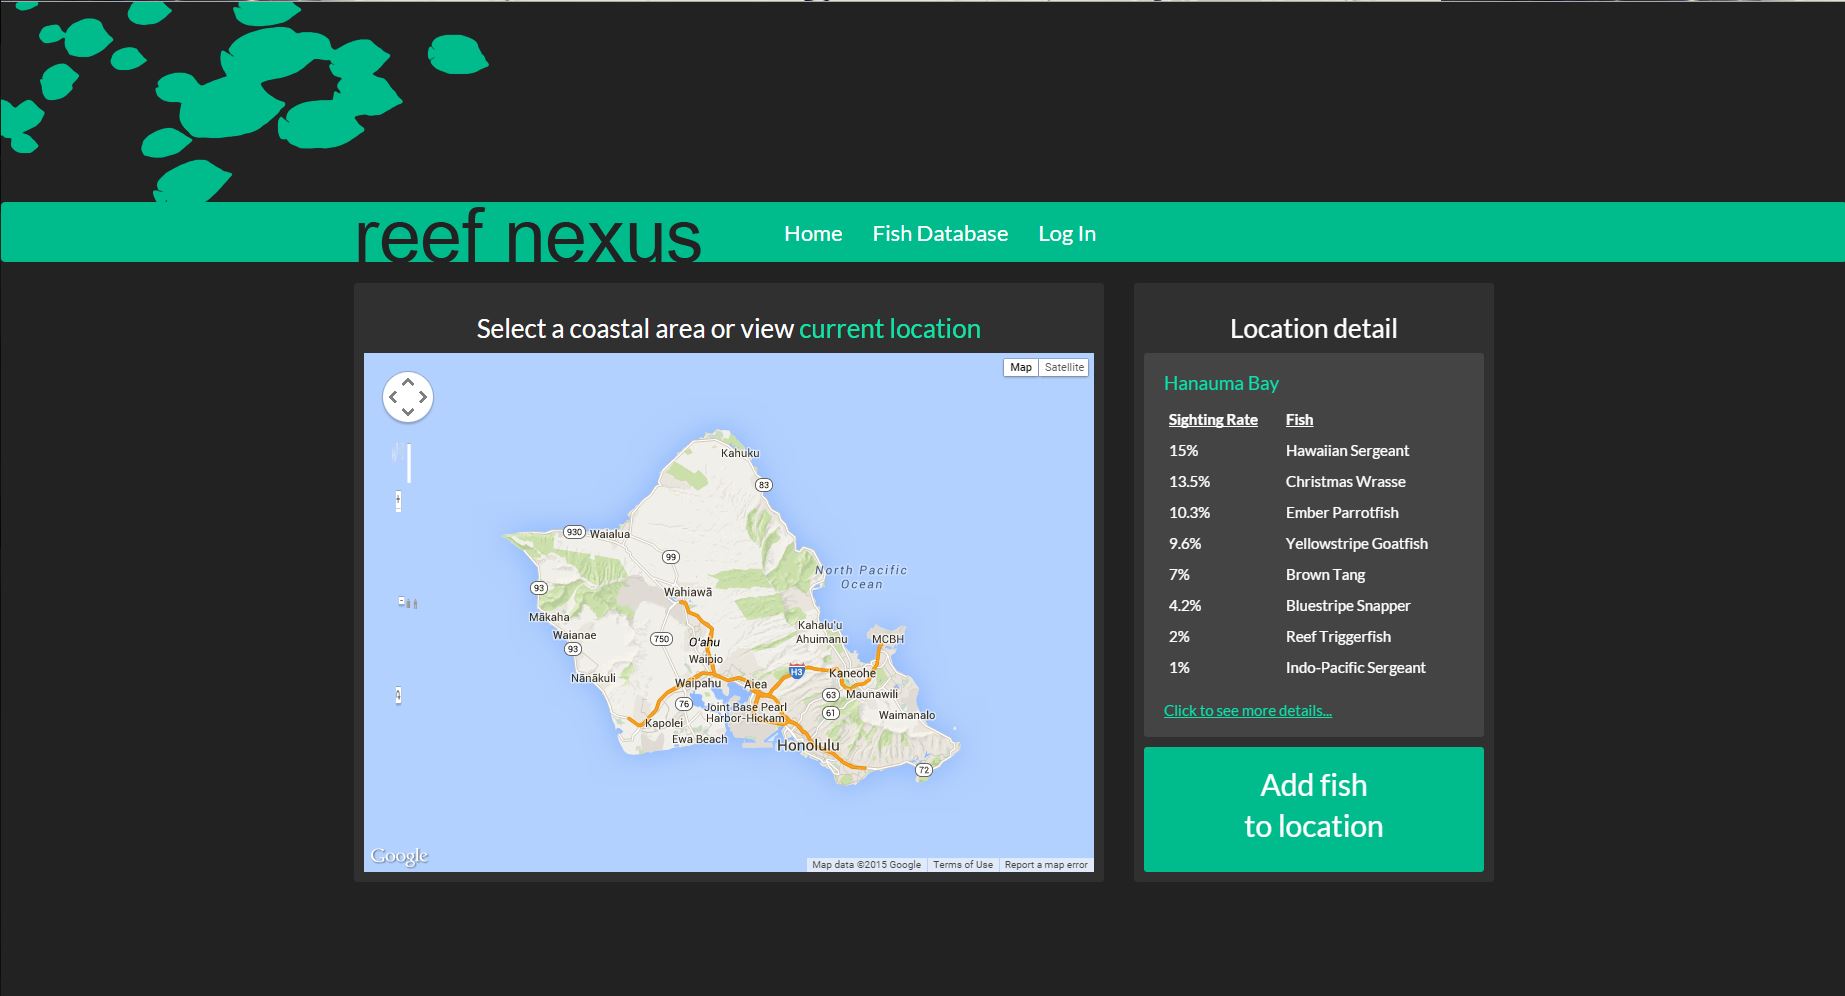 reef nexus
Home Fish Database Log In
Select a coastal area or view current location
Map Satellite
Kahuku
83
930 Waialua
99
North Pacific
Ocean
93
Wahiawā
Mākaha
Kahalu'u
Waianae
750
O'ahu
Ahuimanu
MCBH
93
Waipio
H3
Kaneohe
Nānākuli
Waipahu
Aiea
63
Maunawili
76
Joint Base Pearl
Harbor-Hickam
61
Waimanalo
Kapolei
Ewa Beach
Honolulu
72
Google
Map data ©2015 Google Terms of Use Report a map error
Location detail
Hanauma Bay
Sighting Rate Fish
15% Hawaiian Sergeant
13.5% Christmas Wrasse
10.3% Ember Parrotfish
9.6% Yellowstripe Goatfish
7% Brown Tang
4.2% Bluestripe Snapper
2% Reef Triggerfish
1% Indo-Pacific Sergeant
Click to see more details...
Add fish
to location